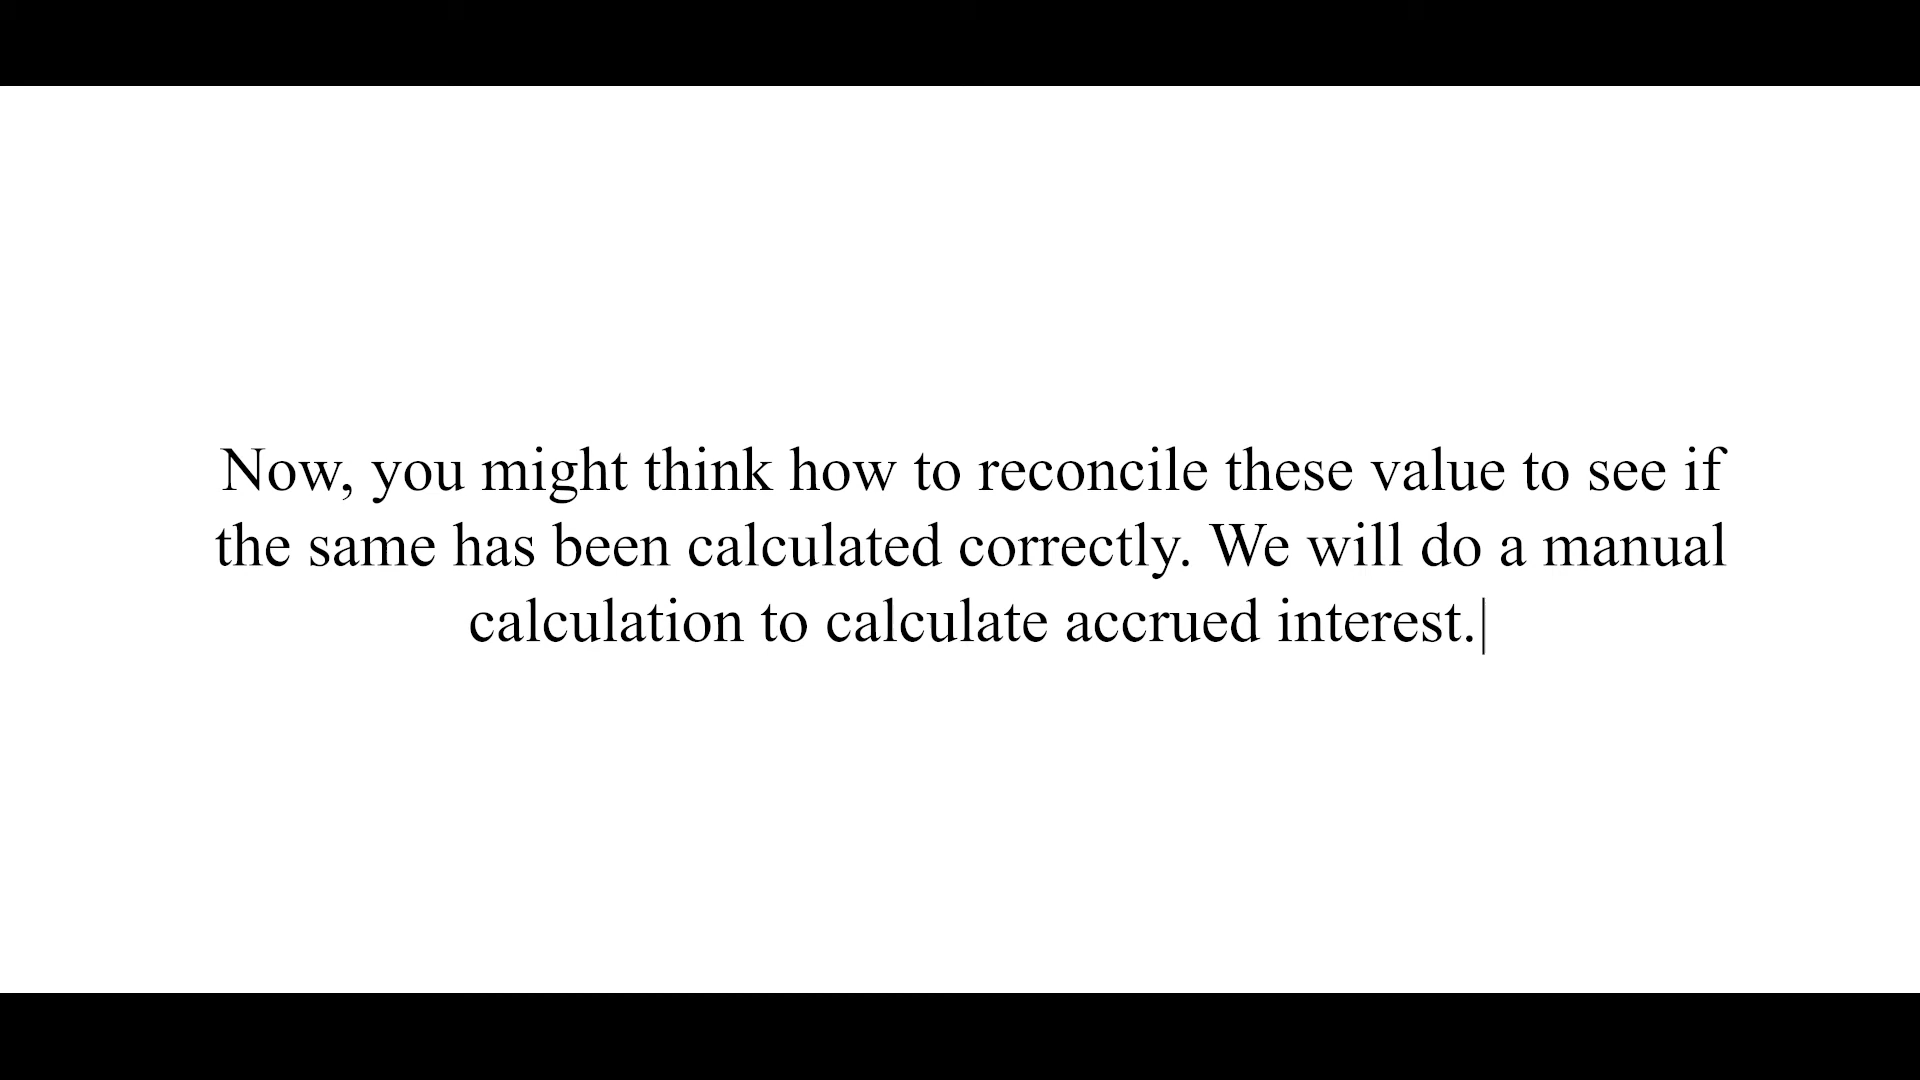 Now, you might think how to reconcile these value to see if
the same has been calculated correctly. We will do a manual
calculation to calculate accrued interest.